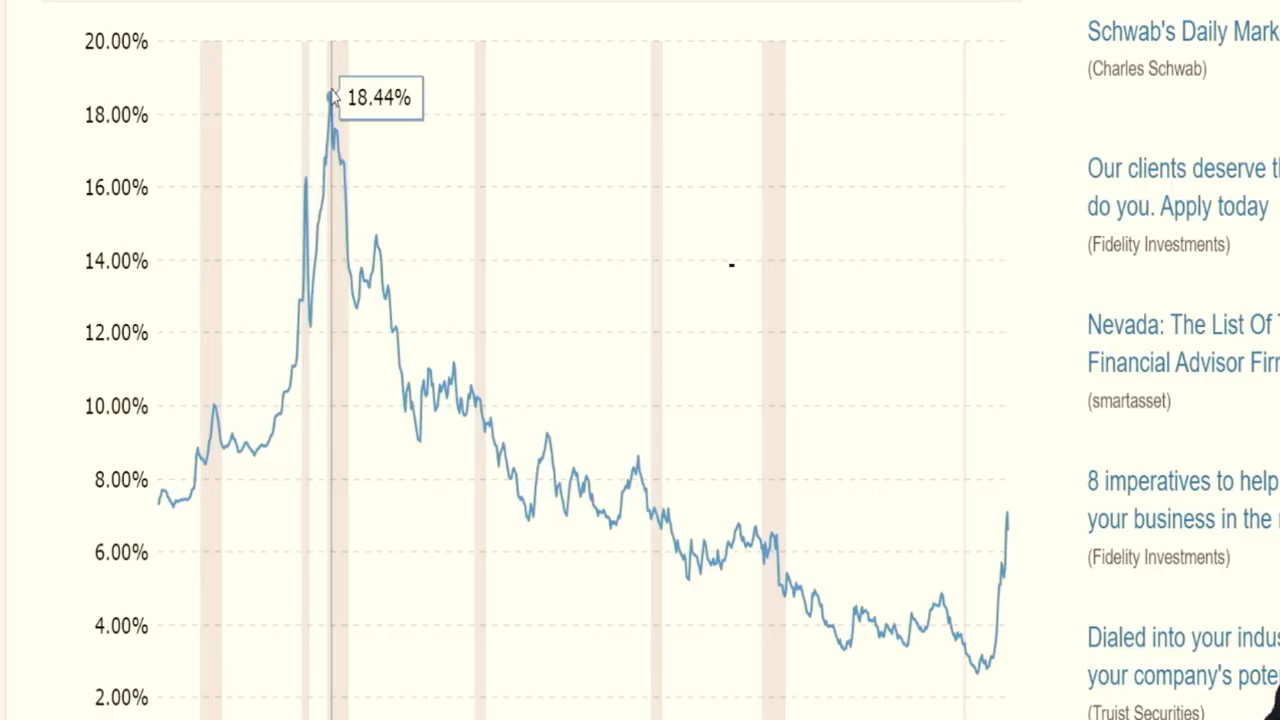 20.00%
18.00%
16.00%
14.00%
12.00%
10.00%
8.00%
6.00%
4.00%
2.00%
18.44%
Schwab's Daily Mark
(Charles Schwab)
Our clients deserve t
do you. Apply today
(Fidelity Investments)
Nevada: The List Of
Financial Advisor Fir
(smartasset)
8 imperatives to help
your business in the
(Fidelity Investments)
Dialed into your indus
your company's pote
(Truist Securities)